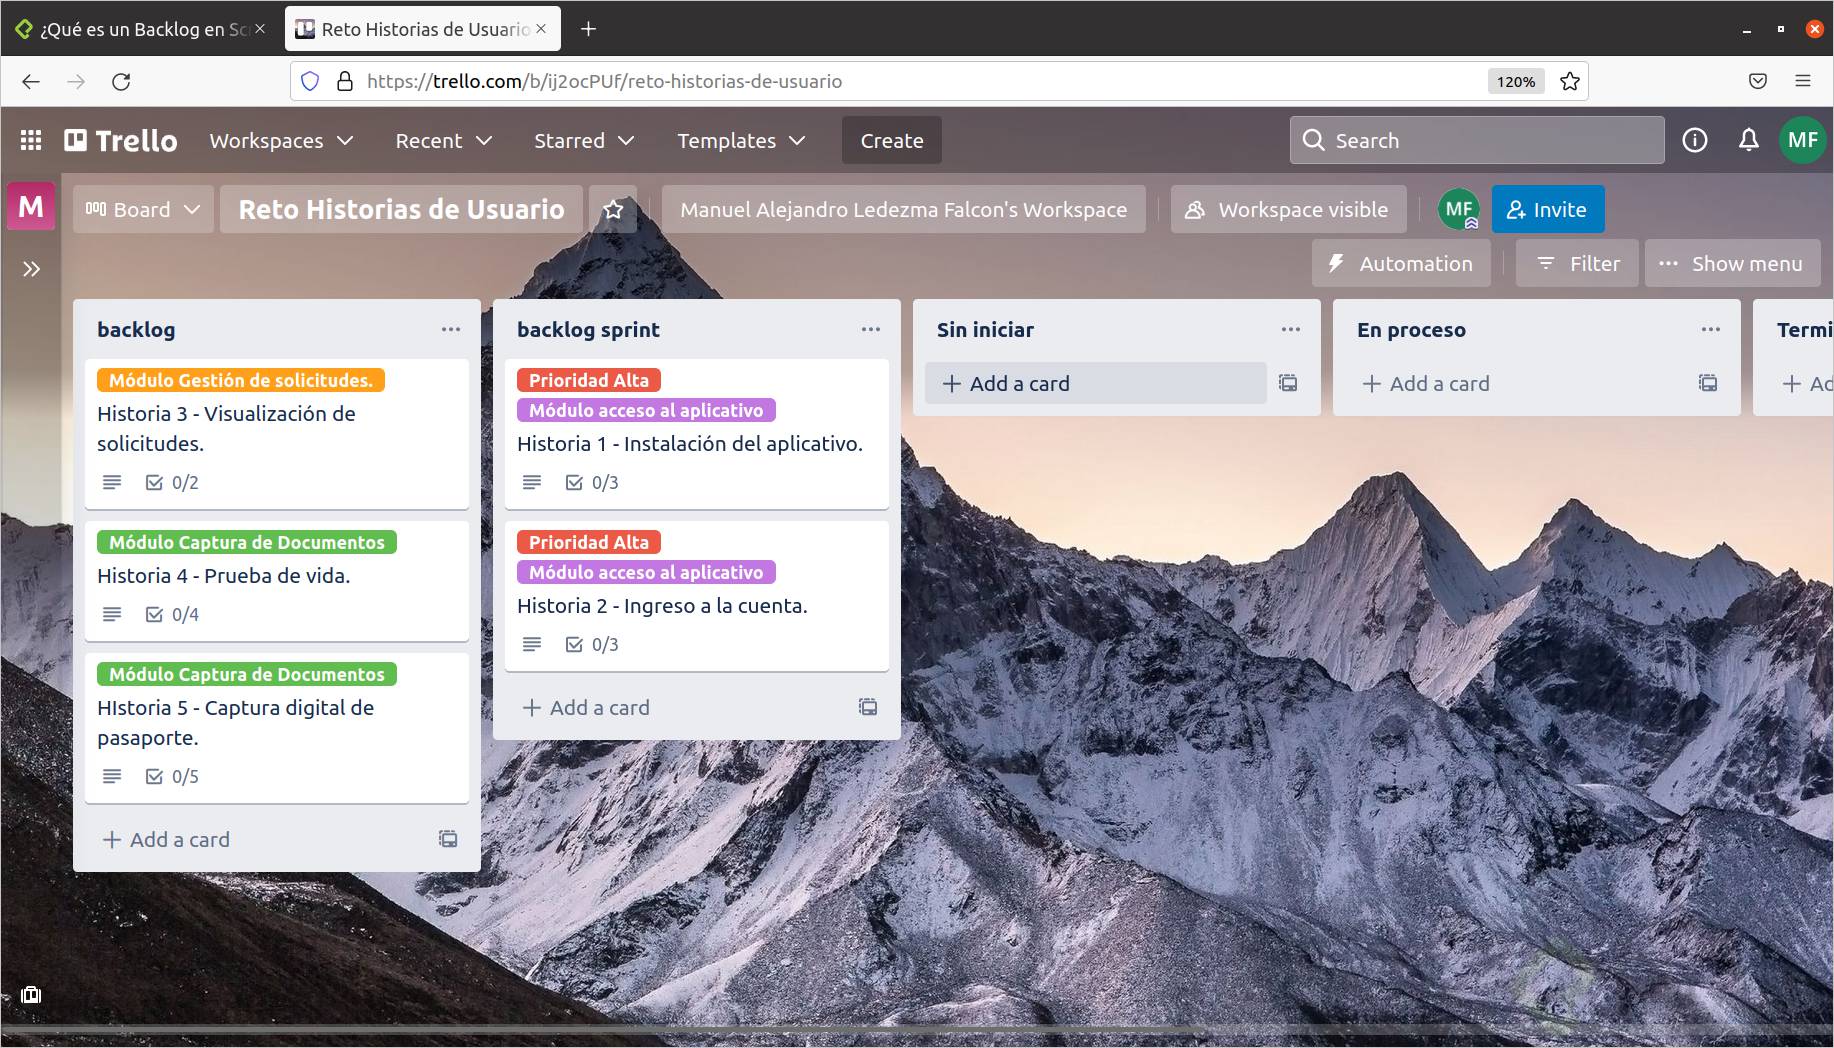 ¿Qué es un Backlog en Scr
Reto Historias de Usuario
https://trello.com/b/ij2ocPUf/reto-historias-de-usuario
120%
Trello
Workspaces
Recent
Starred
Templates
Create
Search
MF
M
Board
Reto Historias de Usuario
Manuel Alejandro Ledezma Falcon's Workspace
Workspace visible
MF
Invite
Automation
Filter
Show menu
backlog
Módulo Gestión de solicitudes.
Historia 3 - Visualización de
solicitudes.
0/2
Módulo Captura de Documentos
Historia 4 - Prueba de vida.
0/4
Módulo Captura de Documentos
HIstoria 5 - Captura digital de
pasaporte.
0/5
Add a card
backlog sprint
Prioridad Alta
Módulo acceso al aplicativo
Historia 1 - Instalación del aplicativo.
0/3
Prioridad Alta
Módulo acceso al aplicativo
Historia 2 - Ingreso a la cuenta.
0/3
Add a card
Sin iniciar
Add a card
En proceso
Add a card
Termi
Ad